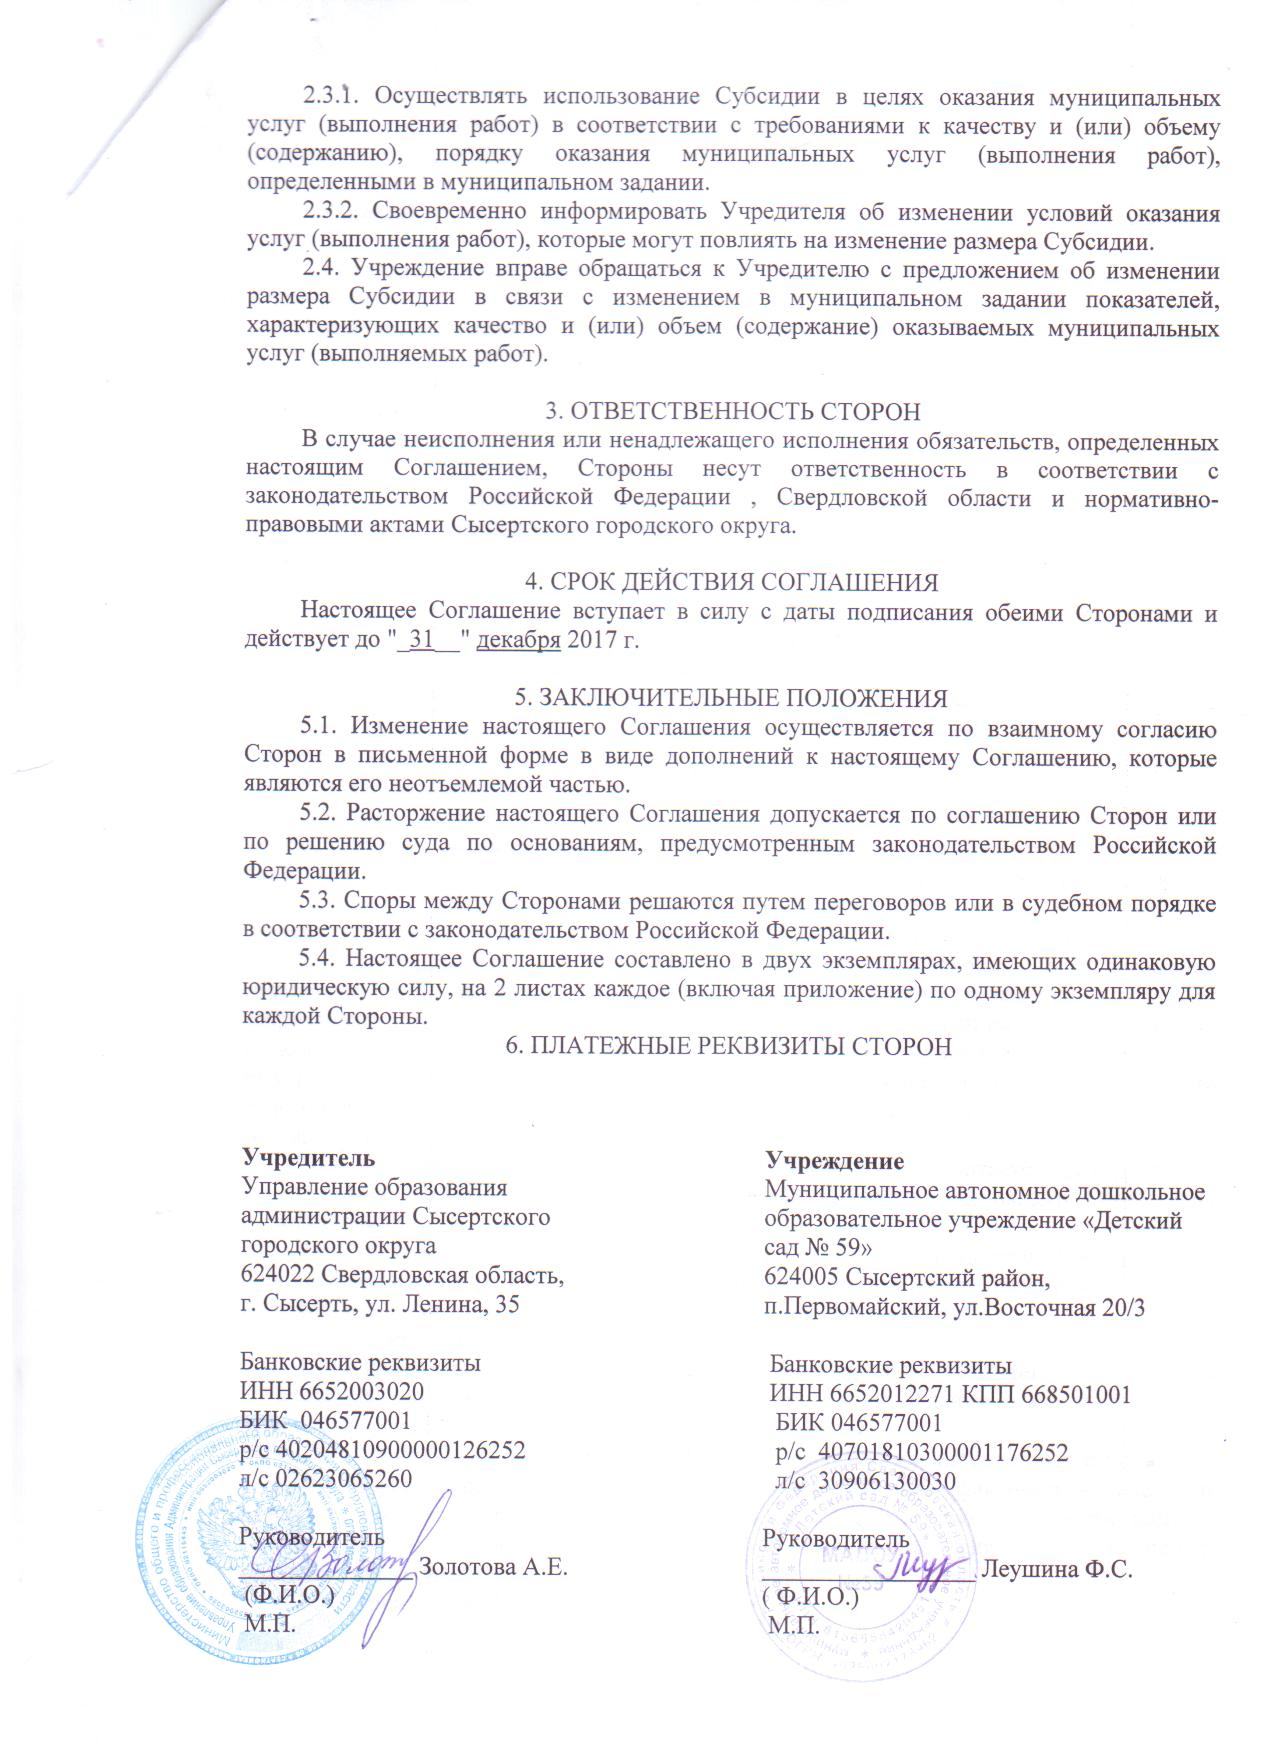 2.3.1. Осуществлять использование Субсидии в целях оказания муниципальных
услуг (выполнения работ) в соответствии с требованиями к качеству и (или) объему
(содержанию), порядку оказания муниципальных услуг (выполнения работ),
определенными в муниципальном задании.
2.3.2. Своевременно информировать Учредителя об изменении условий оказания
услуг (выполнения работ), которые могут повлиять на изменение размера Субсидии.
2.4. Учреждение вправе обращаться к Учредителю с предложением об изменении
размера Субсидии в связи с изменением в муниципальном задании показателей,
характеризующих качество и (или) объем (содержание) оказываемых муниципальных
услуг (выполняемых работ).
3. ОТВЕТСТВЕННОСТЬ СТОРОН
В случае неисполнения или ненадлежащего исполнения обязательств, определенных
настоящим Соглашением, Стороны несут ответственность в соответствии с
законодательством Российской Федерации , Свердловской области и нормативно-
правовыми актами Сысертского городского округа.
4. СРОК ДЕЙСТВИЯ СОГЛАШЕНИЯ
Настоящее Соглашение вступает в силу с даты подписания обеими Сторонами и
действует до "_31__" декабря 2017 г.
5. ЗАКЛЮЧИТЕЛЬНЫЕ ПОЛОЖЕНИЯ
5.1. Изменение настоящего Соглашения осуществляется по взаимному согласию
Сторон в письменной форме в виде дополнений к настоящему Соглашению, которые
являются его неотъемлемой частью.
5.2. Расторжение настоящего Соглашения допускается по соглашению Сторон или
по решению суда по основаниям, предусмотренным законодательством Российской
Федерации.
5.3. Споры между Сторонами решаются путем переговоров или в судебном порядке
в соответствии с законодательством Российской Федерации.
5.4. Настоящее Соглашение составлено в двух экземплярах, имеющих одинаковую
юридическую силу, на 2 листах каждое (включая приложение) по одному экземпляру для
каждой Стороны.
6. ПЛАТЕЖНЫЕ РЕКВИЗИТЫ СТОРОН
Учредитель
Управление образования
администрации Сысертского
городского округа
624022 Свердловская область,
г. Сысерть, ул. Ленина, 35
Банковские реквизиты
ИНН 6652003020
БИК 046577001
р/с 40204810900000126252
л/с 02623065260
Руководитель
Золотова А.Е.
(Ф.И.О.)
М.П.
Учреждение
Муниципальное автономное дошкольное
образовательное учреждение «Детский
сад № 59»
624005 Сысертский район,
п.Первомайский, ул.Восточная 20/3
Банковские реквизиты
ИНН 6652012271 КПП 668501001
БИК 046577001
р/с 40701810300001176252
л/с 30906130030
Руководитель
Леушина Ф.С.
( Ф.И.О.)
М.П.